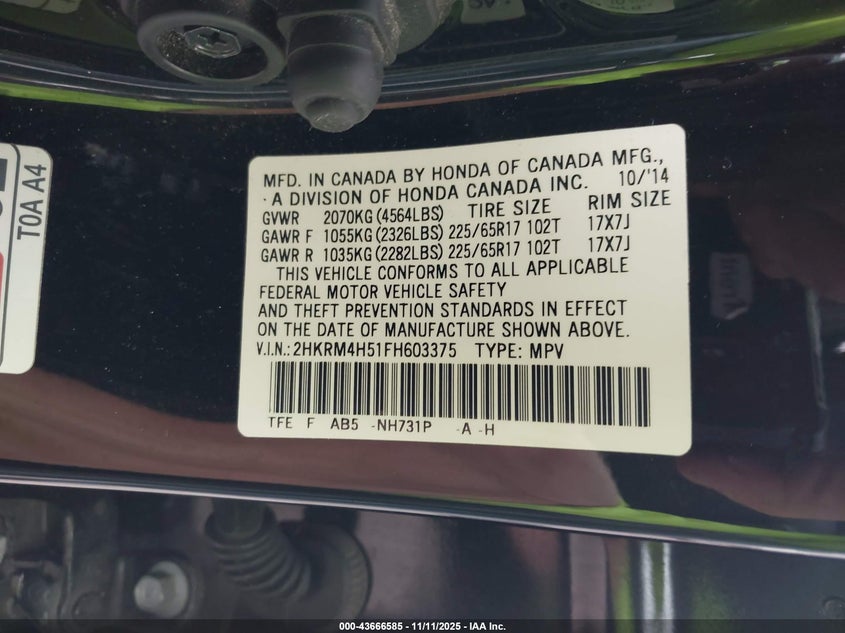 MFD. IN CANADA BY HONDA OF CANADA MFG.,
A DIVISION OF HONDA CANADA INC. 10/'14
GVWR 2070KG (4564LBS) TIRE SIZE RIM SIZE
GAWR F 1055KG (2326LBS) 225/65R17 102T 17X7J
GAWR R 1035KG (2282LBS) 225/65R17 102T 17X7J
THIS VEHICLE CONFORMS TO ALL APPLICABLE
FEDERAL MOTOR VEHICLE SAFETY
AND THEFT PREVENTION STANDARDS IN EFFECT
ON THE DATE OF MANUFACTURE SHOWN ABOVE.
V.I.N.:2HKRM4H51FH603375 TYPE: MPV
TFE F AB5 -NH731P -A -H
T0A A4
000-43666585 - 11/11/2025 - IAA Inc.